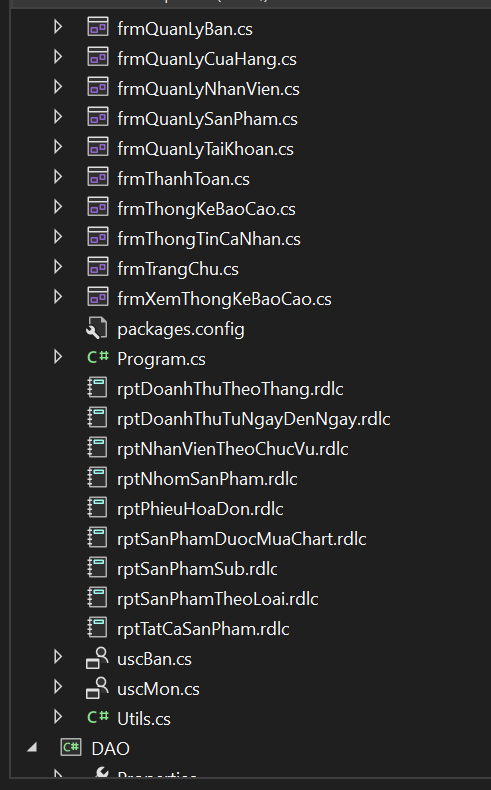 frmQuanLyBan.cs
frmQuanLyCuaHang.cs
frmQuanLyNhanVien.cs
frmQuanLySanPham.cs
frmQuanLyTaiKhoan.cs
frmThanhToan.cs
frmThongKeBaoCao.cs
frmThongTinCaNhan.cs
frmTrangChu.cs
frmXemThongKeBaoCao.cs
packages.config
C# Program.cs
rptDoanhThuTheoThang.rdlc
rptDoanhThuTuNgayDenNgay.rdlc
rptNhanVienTheoChucVu.rdlc
rptNhomSanPham.rdlc
rptPhieuHoaDon.rdlc
rptSanPhamDuocMuaChart.rdlc
rptSanPhamSub.rdlc
rptSanPhamTheoLoai.rdlc
rptTatCaSanPham.rdlc
uscBan.cs
uscMon.cs
C# Utils.cs
C# DAO
Properties